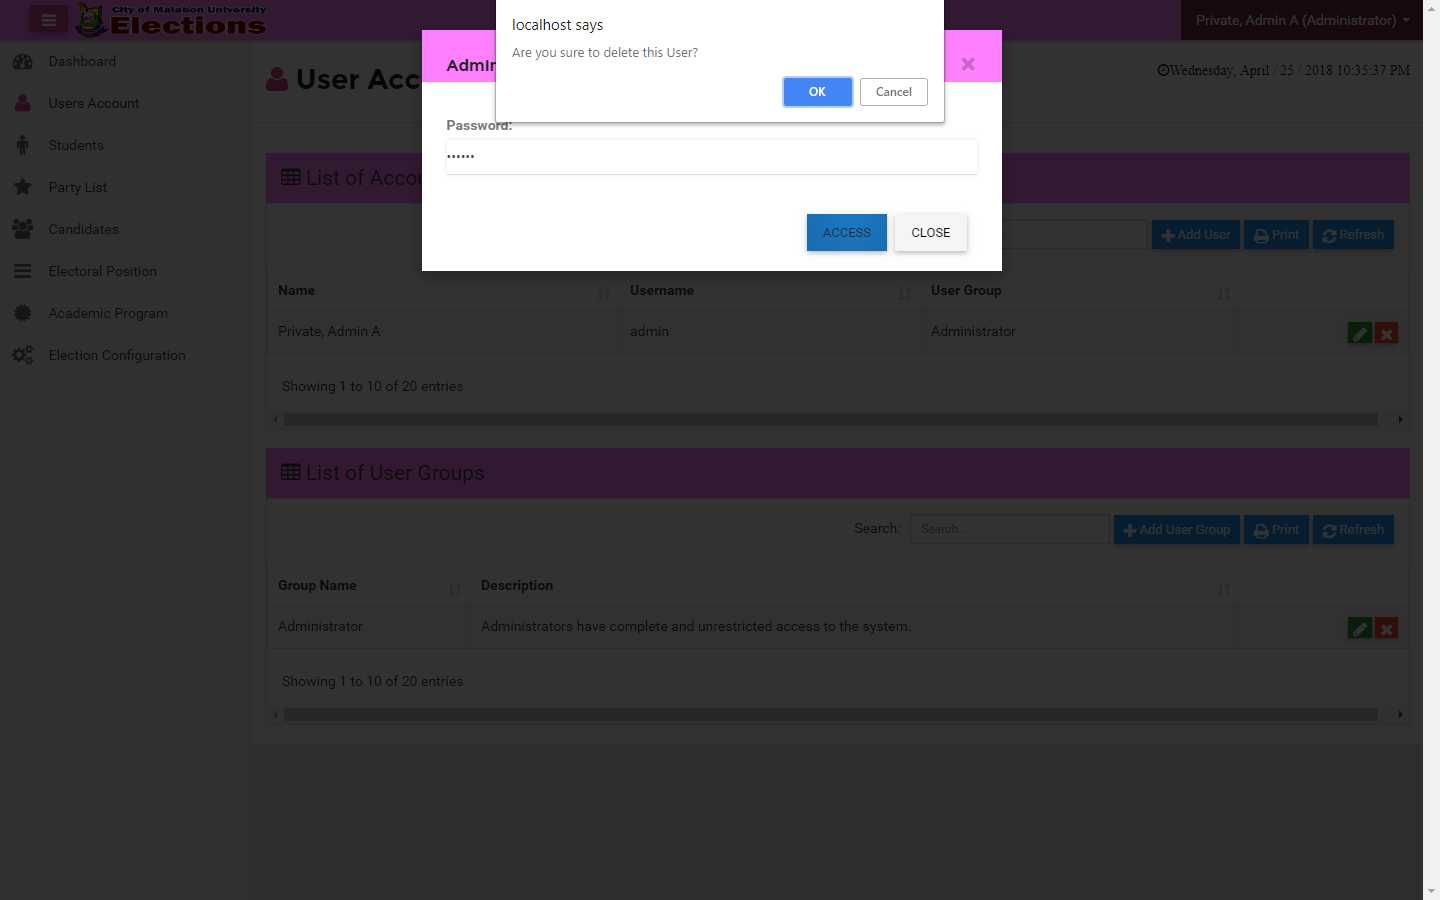 City of Malabon University
Elections
Private, Admin A (Administrator)
localhost says
Are you sure to delete this User?
OK
Cancel
Dashboard
Users Account
Students
Party List
Candidates
Electoral Position
Academic Program
Election Configuration
User Acc
Wednesday, April / 25 / 2018 10:35:37 PM
Admin
Password:
••••••
ACCESS
CLOSE
List of Accou
Add User
Print
Refresh
Name
Username
User Group
Private, Admin A
admin
Administrator
Showing 1 to 10 of 20 entries
List of User Groups
Search:
Search...
Add User Group
Print
Refresh
Group Name
Description
Administrator
Administrators have complete and unrestricted access to the system.
Showing 1 to 10 of 20 entries